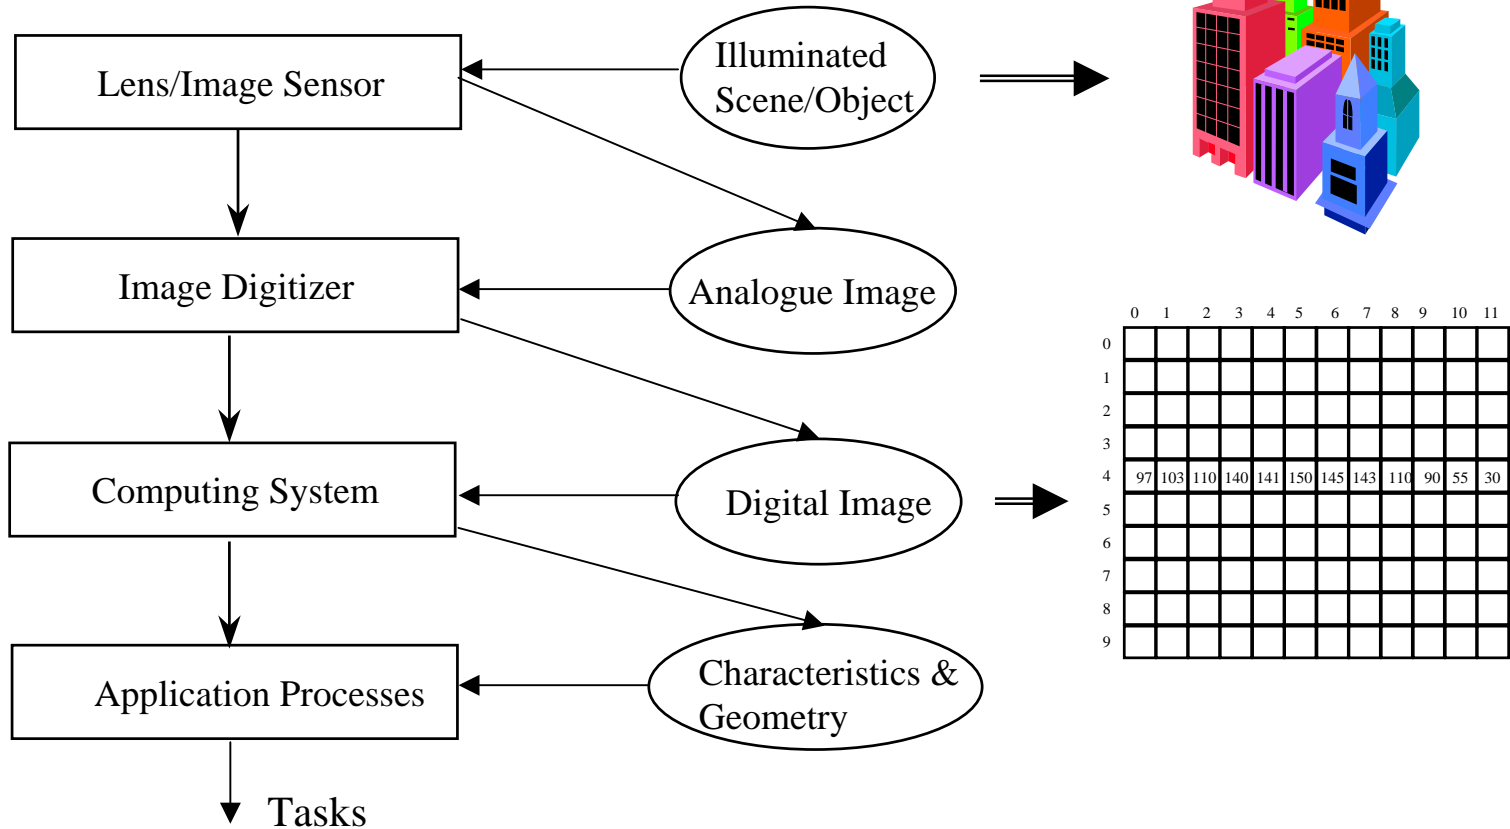 Lens/Image Sensor
Illuminated
Scene/Object
Image Digitizer
Analogue Image
0 1 2 3 4 5 6 7 8 9 10 11
0
1
2
3
4 97 103 110 140 141 150 145 143 110 90 55 30
5
6
7
8
9
Computing System
Digital Image
Application Processes
Characteristics &
Geometry
Tasks